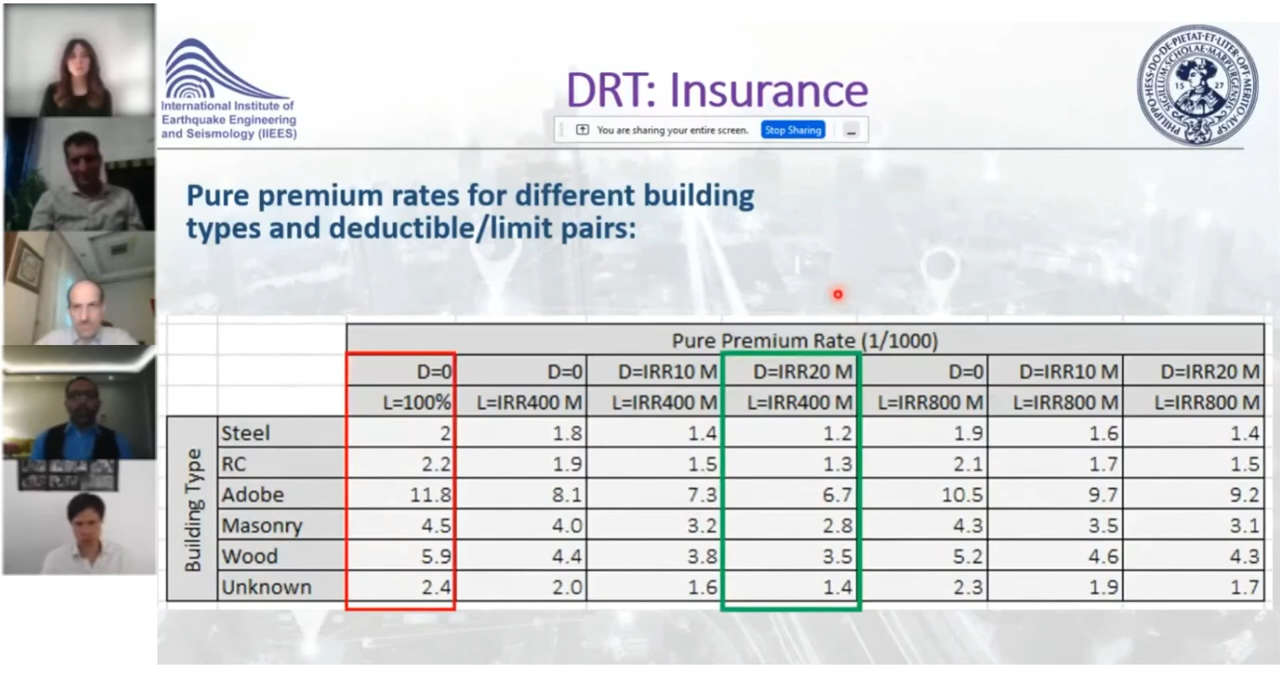 International Institute of
Earthquake Engineering
and Seismology (IIEES)
DRT: Insurance
You are sharing your entire screen. Stop Sharing
15 27
Pure premium rates for different building
types and deductible/limit pairs:
Pure Premium Rate (1/1000)
D=0 D=0 D=IRR10 M D=IRR20 M D=0 D=IRR10 M D=IRR20 M
L=100% L=IRR400 M L=IRR400 M L=IRR400 M L=IRR800 M L=IRR800 M L=IRR800 M
Building Type
Steel 2 1.8 1.4 1.2 1.9 1.6 1.4
RC 2.2 1.9 1.5 1.3 2.1 1.7 1.5
Adobe 11.8 8.1 7.3 6.7 10.5 9.7 9.2
Masonry 4.5 4.0 3.2 2.8 4.3 3.5 3.1
Wood 5.9 4.4 3.8 3.5 5.2 4.6 4.3
Unknown 2.4 2.0 1.6 1.4 2.3 1.9 1.7